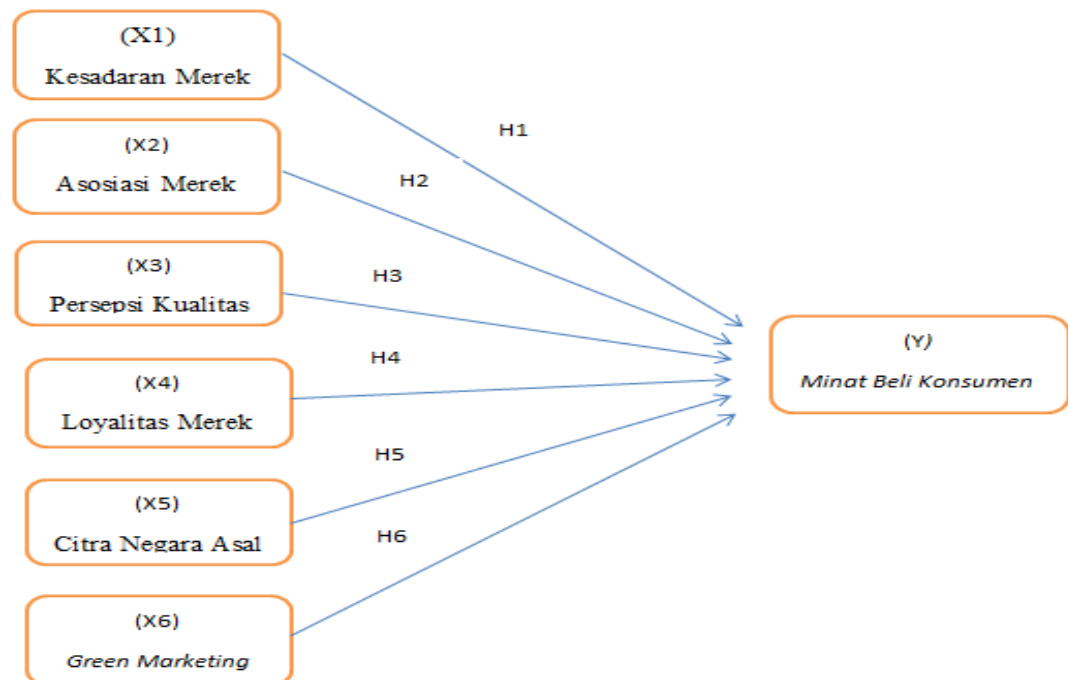 (X1)
Kesadaran Merek
H1
(X2)
Asosiasi Merek
H2
(X3)
Persepsi Kualitas
H3
(X4)
Loyalitas Merek
H4
(X5)
Citra Negara Asal
H5
(X6)
Green Marketing
H6
(Y)
Minat Beli Konsumen